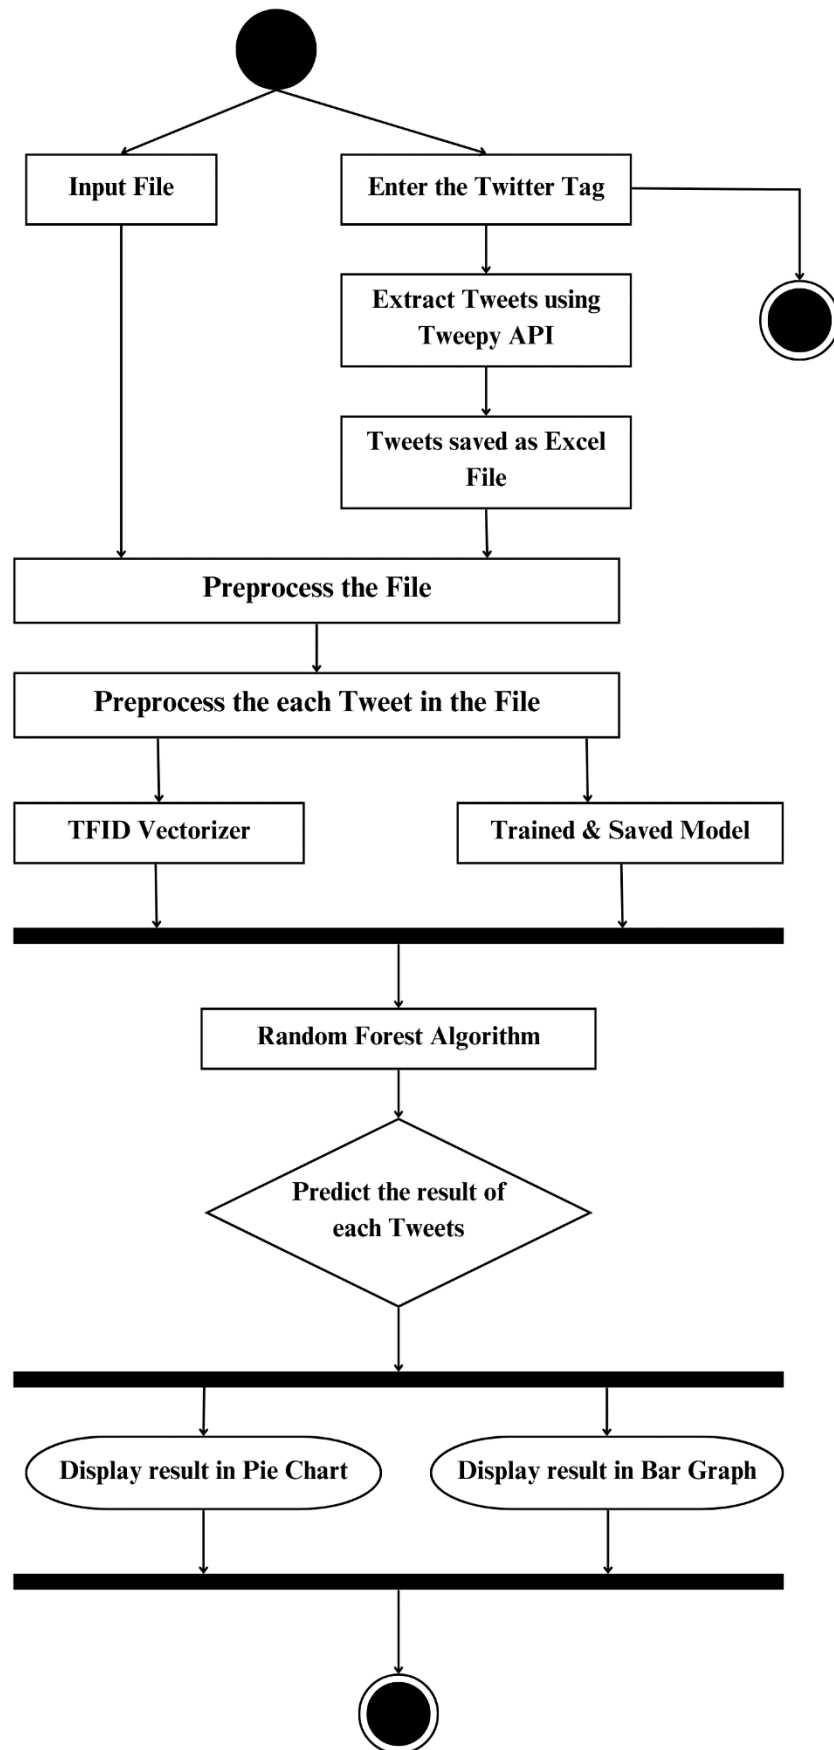 Input File
Enter the Twitter Tag
Extract Tweets using
Tweepy API
Tweets saved as Excel
File
Preprocess the File
Preprocess the each Tweet in the File
TFID Vectorizer
Trained & Saved Model
Random Forest Algorithm
Predict the result of
each Tweets
Display result in Pie Chart
Display result in Bar Graph